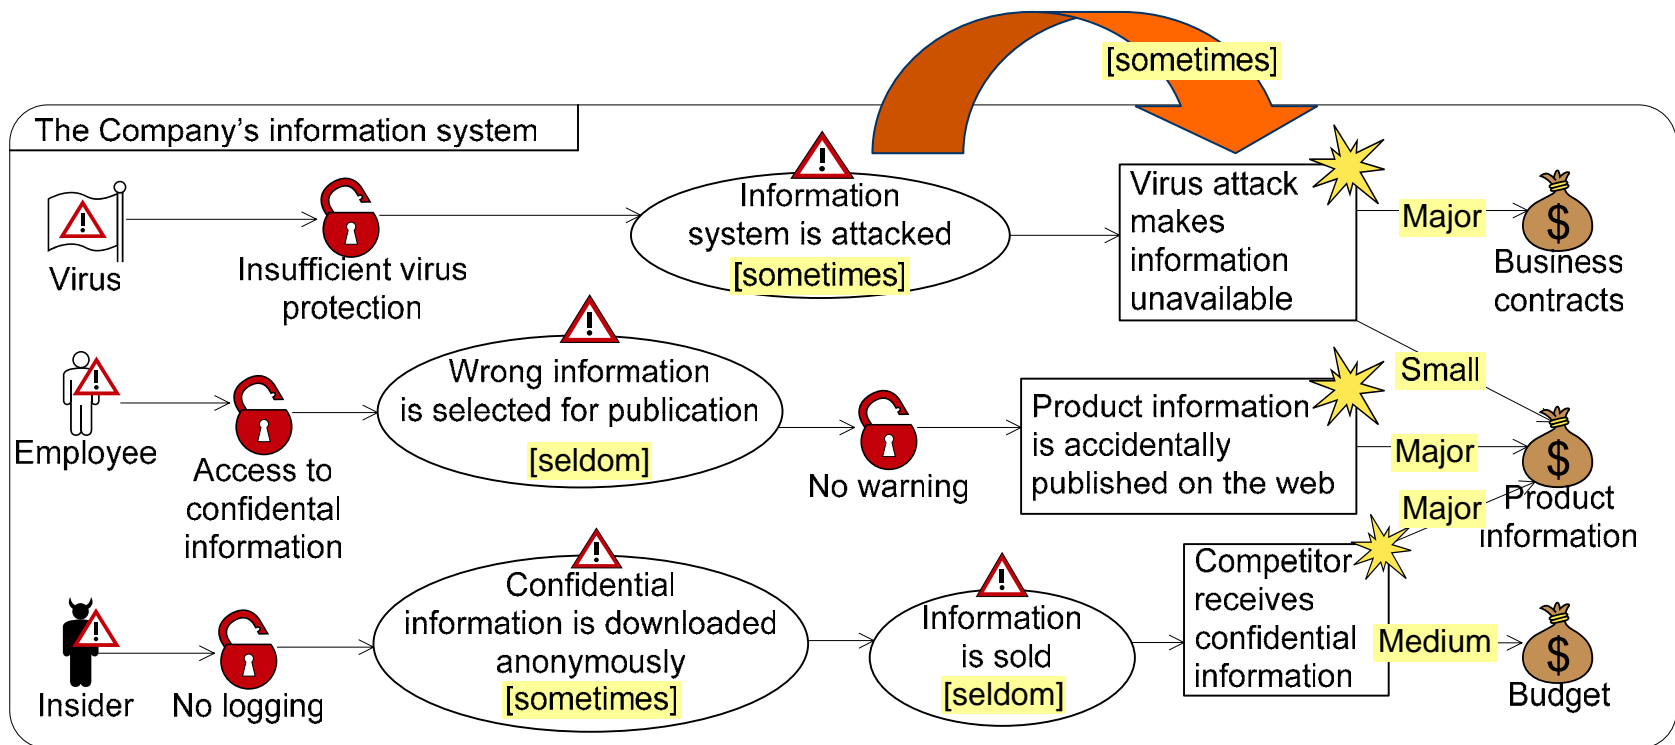 [sometimes]
The Company's information system
Virus
Insufficient virus
protection
Information
system is attacked
[sometimes]
Virus attack
makes
information
unavailable
Major
$
Business
contracts
Small
Employee
Access to
confidental
information
Wrong information
is selected for publication
[seldom]
No warning
Product information
is accidentally
published on the web
Major
$
Product
information
Major
Insider
No logging
Confidential
information is downloaded
anonymously
[sometimes]
Information
is sold
[seldom]
Competitor
receives
confidential
information
Medium
$
Budget